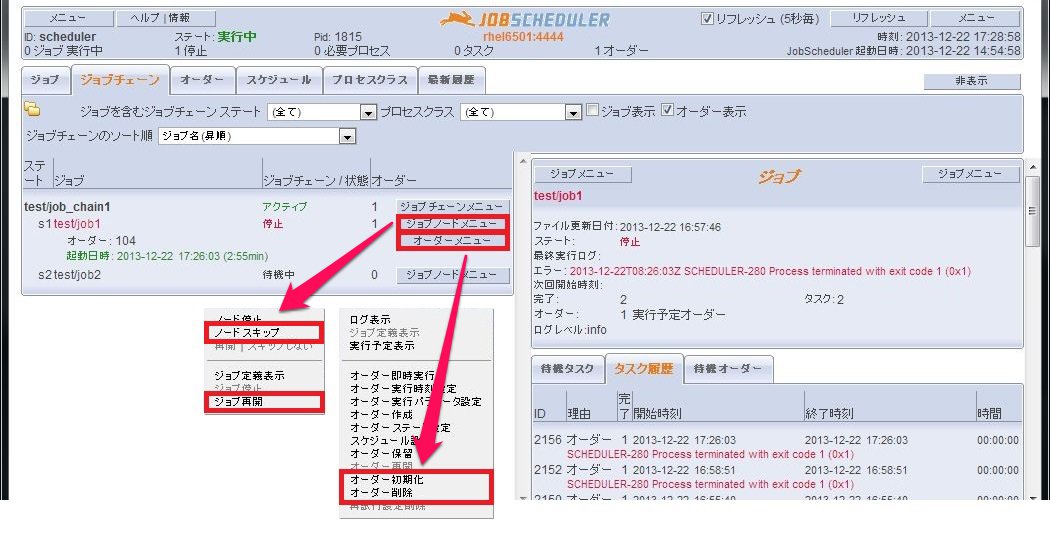 メニュー ヘルプ | 情報 JOBSCHEDULER リフレッシュ (5秒毎) リフレッシュ メニュー
ID: scheduler ステート: 実行中 Pid: 1815 rhel6501:4444 時刻: 2013-12-22 17:28:58
0 ジョブ 実行中 1 停止 0 必要プロセス 0 タスク 1 オーダー JobScheduler 起動日時: 2013-12-22 14:54:58
ジョブ ジョブチェーン オーダー スケジュール プロセスクラス 最新履歴 非表示
ジョブを含むジョブチェーン ステート (全て) プロセスクラス (全て) ジョブ表示 オーダー表示
ジョブチェーンのソート順 ジョブ名(昇順)
ステート ジョブ ジョブチェーン / 状態 オーダー
test/job_chain1 アクティブ 1 ジョブチェーンメニュー
s1 test/job1 停止 1 ジョブノードメニュー
オーダー: 104 オーダーメニュー
起動日時: 2013-12-22 17:26:03 (2:55min)
s2 test/job2 待機中 0 ジョブノードメニュー
ノード停止
ノードスキップ
再開 | スキップしない
ジョブ定義表示
ジョブ停止
ジョブ再開
ログ表示
ジョブ定義表示
実行予定表示
オーダー即時実行
オーダー実行時刻設定
オーダー実行パラメータ設定
オーダー作成
オーダーステート設定
スケジュール
オーダー保留
オーダー再開
オーダー初期化
オーダー削除
再試行設定削除
ジョブメニュー ジョブ ジョブメニュー
test/job1
ファイル更新日付: 2013-12-22 16:57:46
ステート: 停止
最終実行ログ:
エラー: 2013-12-22T08:26:03Z SCHEDULER-280 Process terminated with exit code 1 (0x1)
次回開始時刻:
完了: 2 タスク: 2
オーダー: 1 実行予定オーダー
ログレベル: info
待機タスク タスク履歴 待機オーダー
ID 理由 完了 開始時刻 終了時刻 時間
2156 オーダー 1 2013-12-22 17:26:03 2013-12-22 17:26:03 00:00:00
SCHEDULER-280 Process terminated with exit code 1 (0x1)
2152 オーダー 1 2013-12-22 16:58:51 2013-12-22 16:58:51 00:00:00
SCHEDULER-280 Process terminated with exit code 1 (0x1)
2150 オーダー 1 2013-12-22 16:55:40 2013-12-22 16:55:40 00:00:00